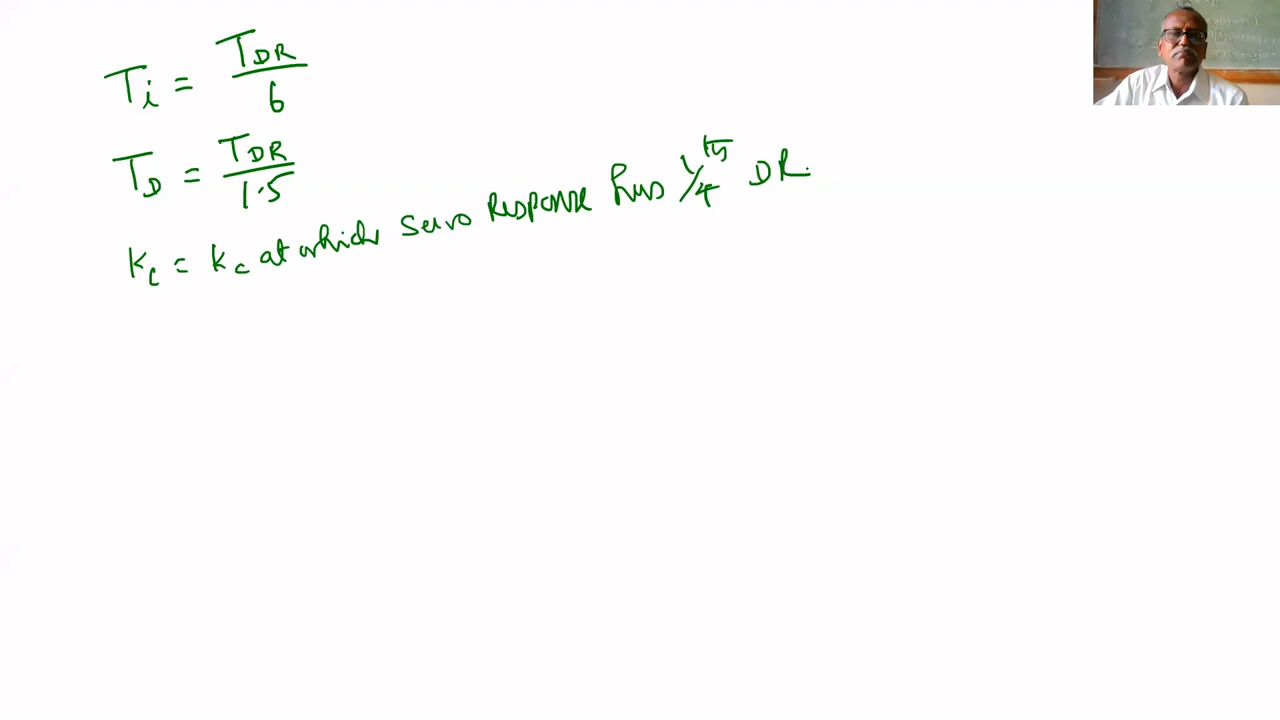 Ti = TDR/6
TD = TDR/1.5
Kc = Kc at which servo Response has 1/4th DR.